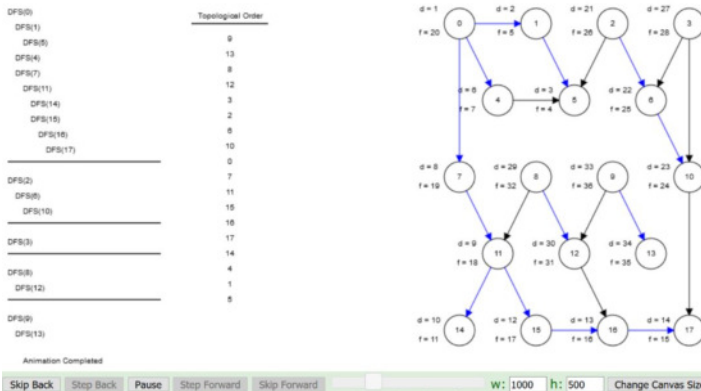 DFS(0)
DFS(1)
DFS(5)
DFS(4)
DFS(7)
DFS(11)
DFS(14)
DFS(15)
DFS(16)
DFS(17)
DFS(2)
DFS(6)
DFS(10)
DFS(3)
DFS(8)
DFS(12)
DFS(9)
DFS(13)
Animation Completed
Topological Order
9
13
8
12
3
2
6
10
0
7
11
15
16
17
14
4
1
5
d = 1
f = 20
0
d = 2
f = 5
1
d = 21
f = 26
2
d = 27
f = 28
3
d = 6
f = 7
4
d = 3
f = 4
5
d = 22
f = 25
6
d = 8
f = 19
7
d = 29
f = 32
8
d = 33
f = 36
9
d = 23
f = 24
10
d = 9
f = 18
11
d = 30
f = 31
12
d = 34
f = 35
13
d = 10
f = 11
14
d = 12
f = 17
15
d = 13
f = 16
16
d = 14
f = 15
17
Skip Back Step Back Pause Step Forward Skip Forward w: 1000 h: 500 Change Canvas Size